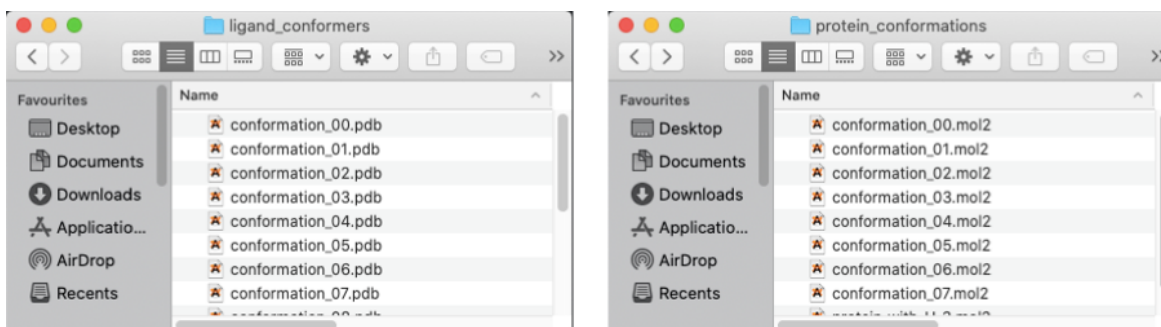 ligand_conformers
Favourites
Desktop
Documents
Downloads
Applicatio...
AirDrop
Recents
Name
conformation_00.pdb
conformation_01.pdb
conformation_02.pdb
conformation_03.pdb
conformation_04.pdb
conformation_05.pdb
conformation_06.pdb
conformation_07.pdb
conformation_08.pdb
protein_conformations
Favourites
Desktop
Documents
Downloads
Applicatio...
AirDrop
Recents
Name
conformation_00.mol2
conformation_01.mol2
conformation_02.mol2
conformation_03.mol2
conformation_04.mol2
conformation_05.mol2
conformation_06.mol2
conformation_07.mol2